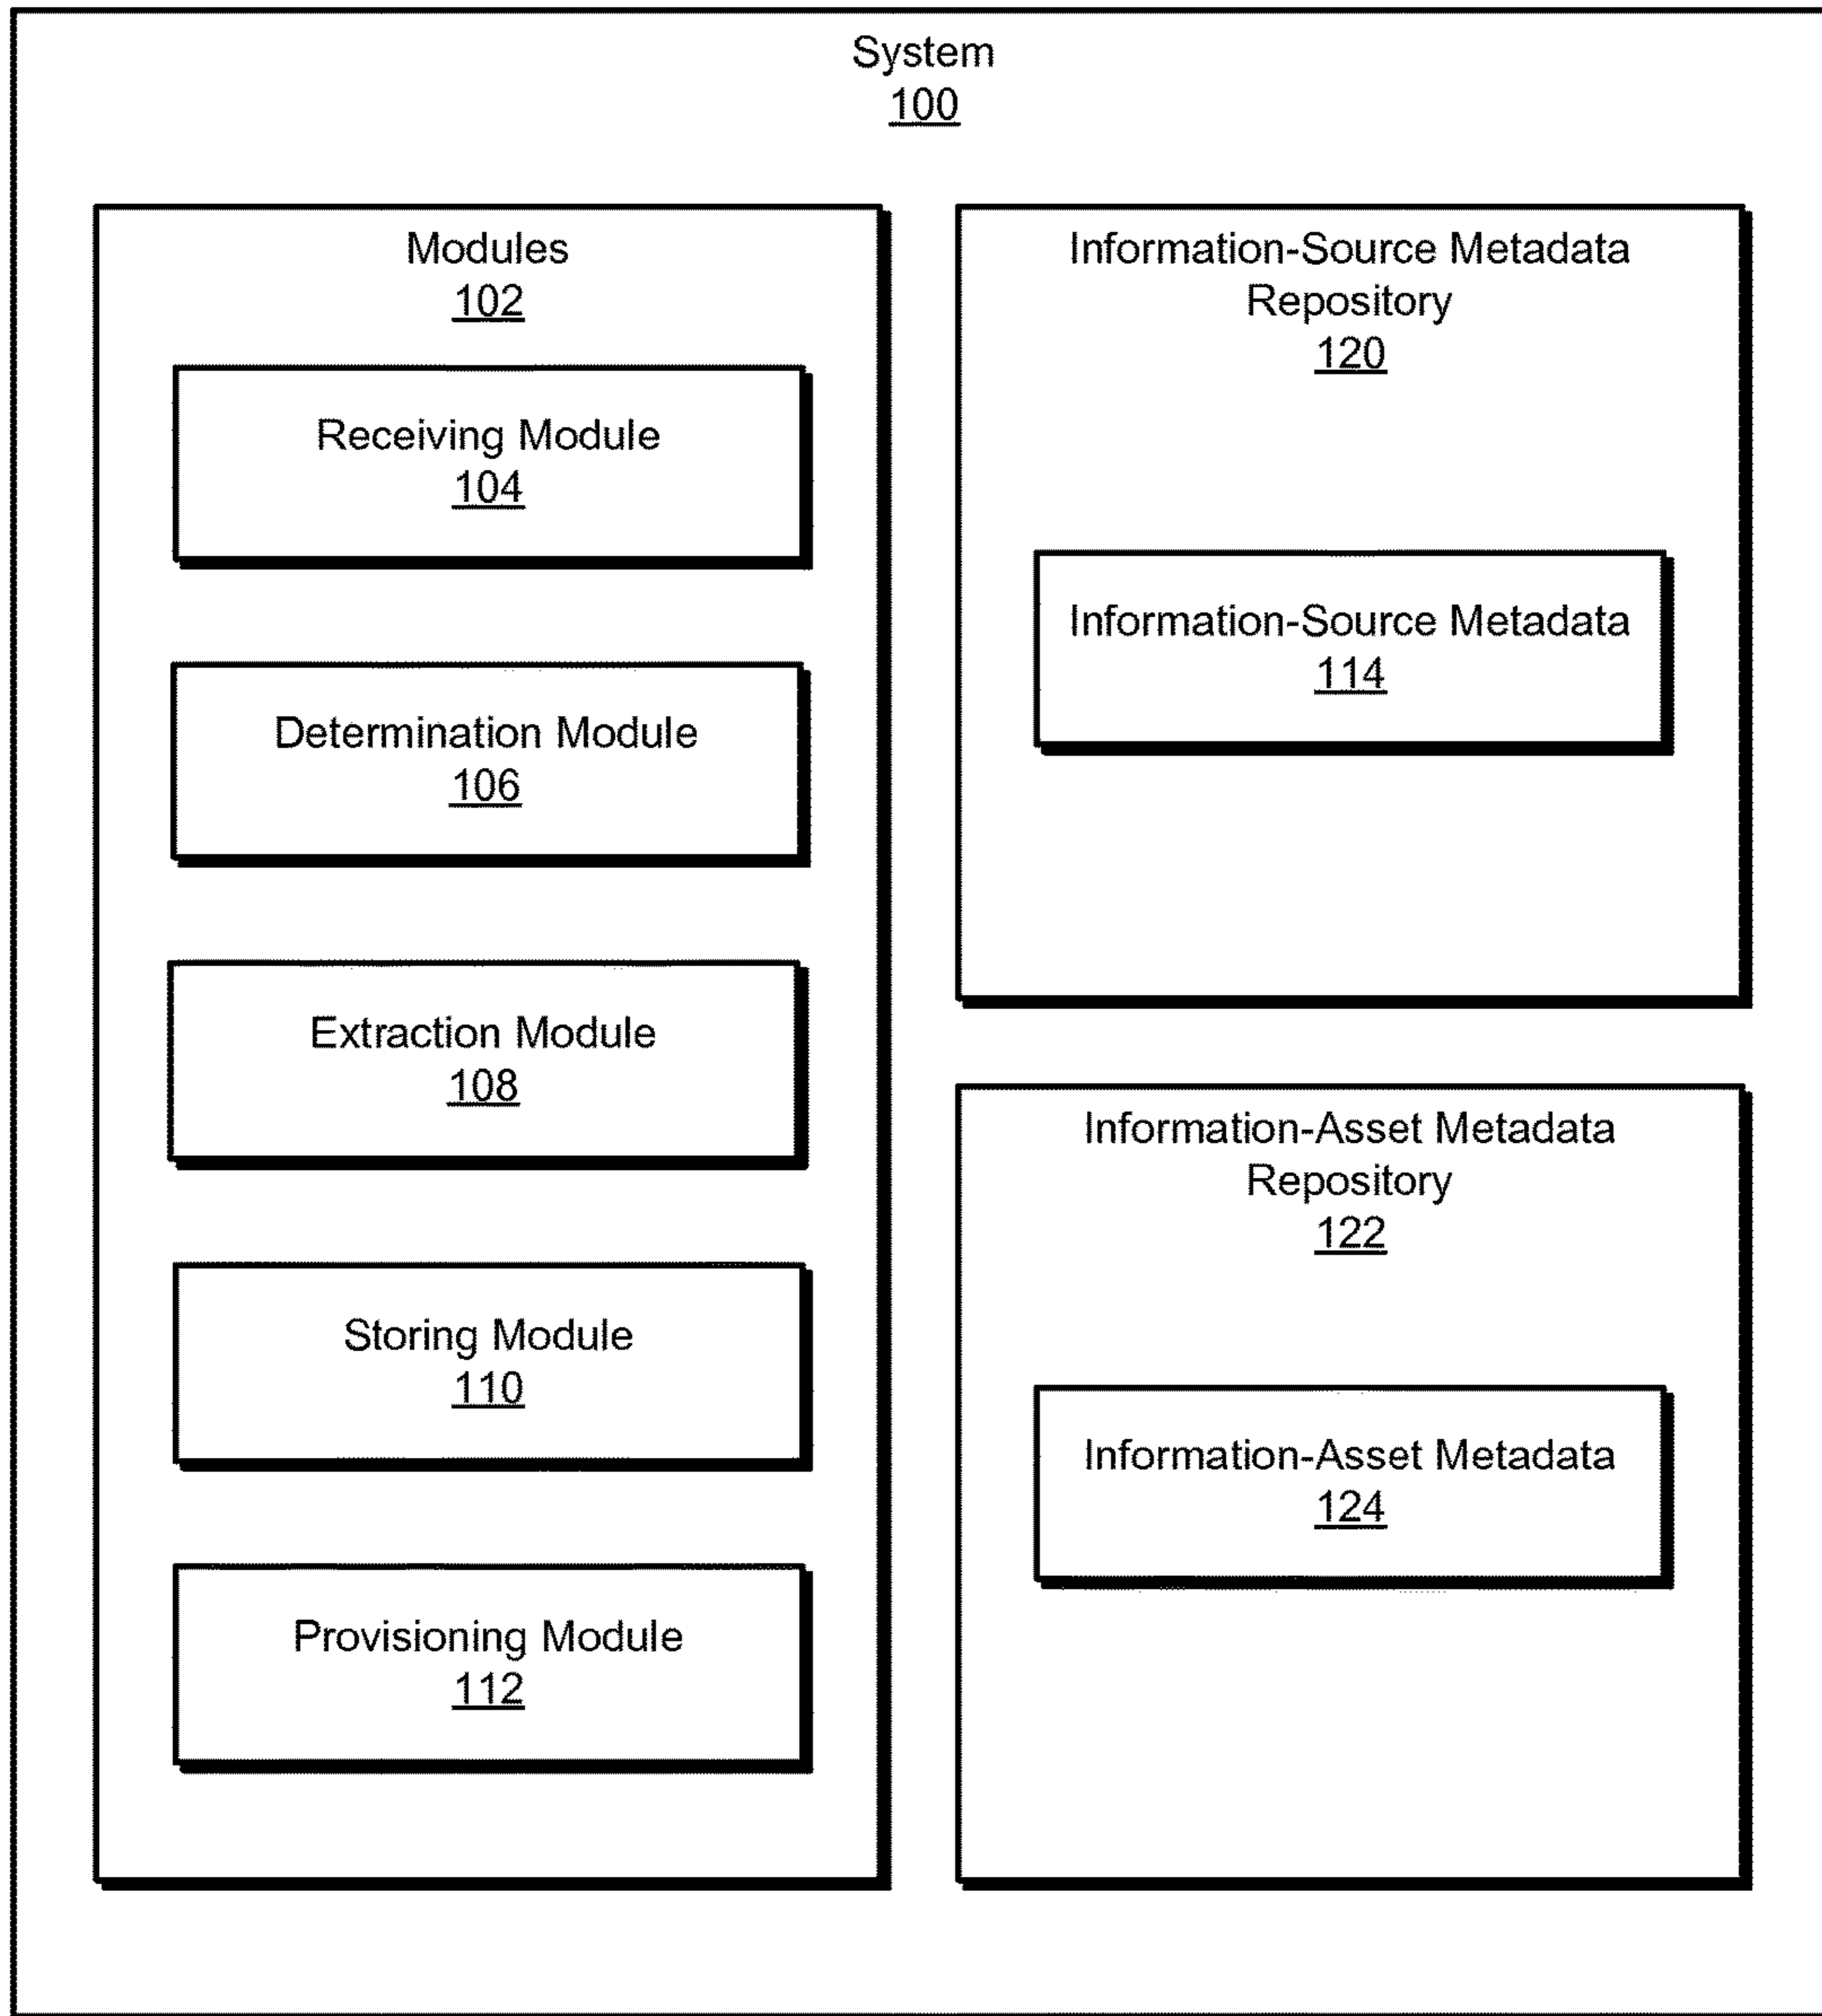 System
100
Modules
102
Receiving Module
104
Determination Module
106
Extraction Module
108
Storing Module
110
Provisioning Module
112
Information-Source Metadata
Repository
120
Information-Source Metadata
114
Information-Asset Metadata
Repository
122
Information-Asset Metadata
124